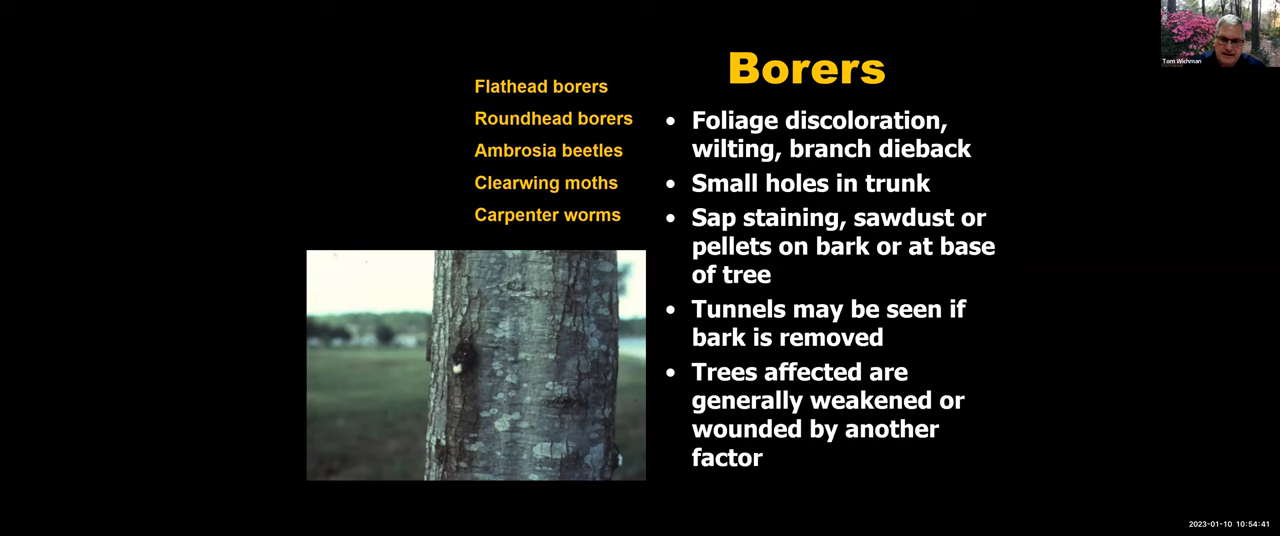 Borers
Flathead borers
Roundhead borers
Ambrosia beetles
Clearwing moths
Carpenter worms
• Foliage discoloration,
wilting, branch dieback
• Small holes in trunk
• Sap staining, sawdust or
pellets on bark or at base
of tree
• Tunnels may be seen if
bark is removed
• Trees affected are
generally weakened or
wounded by another
factor
Tom Wichman
2023-01-10 10:54:41